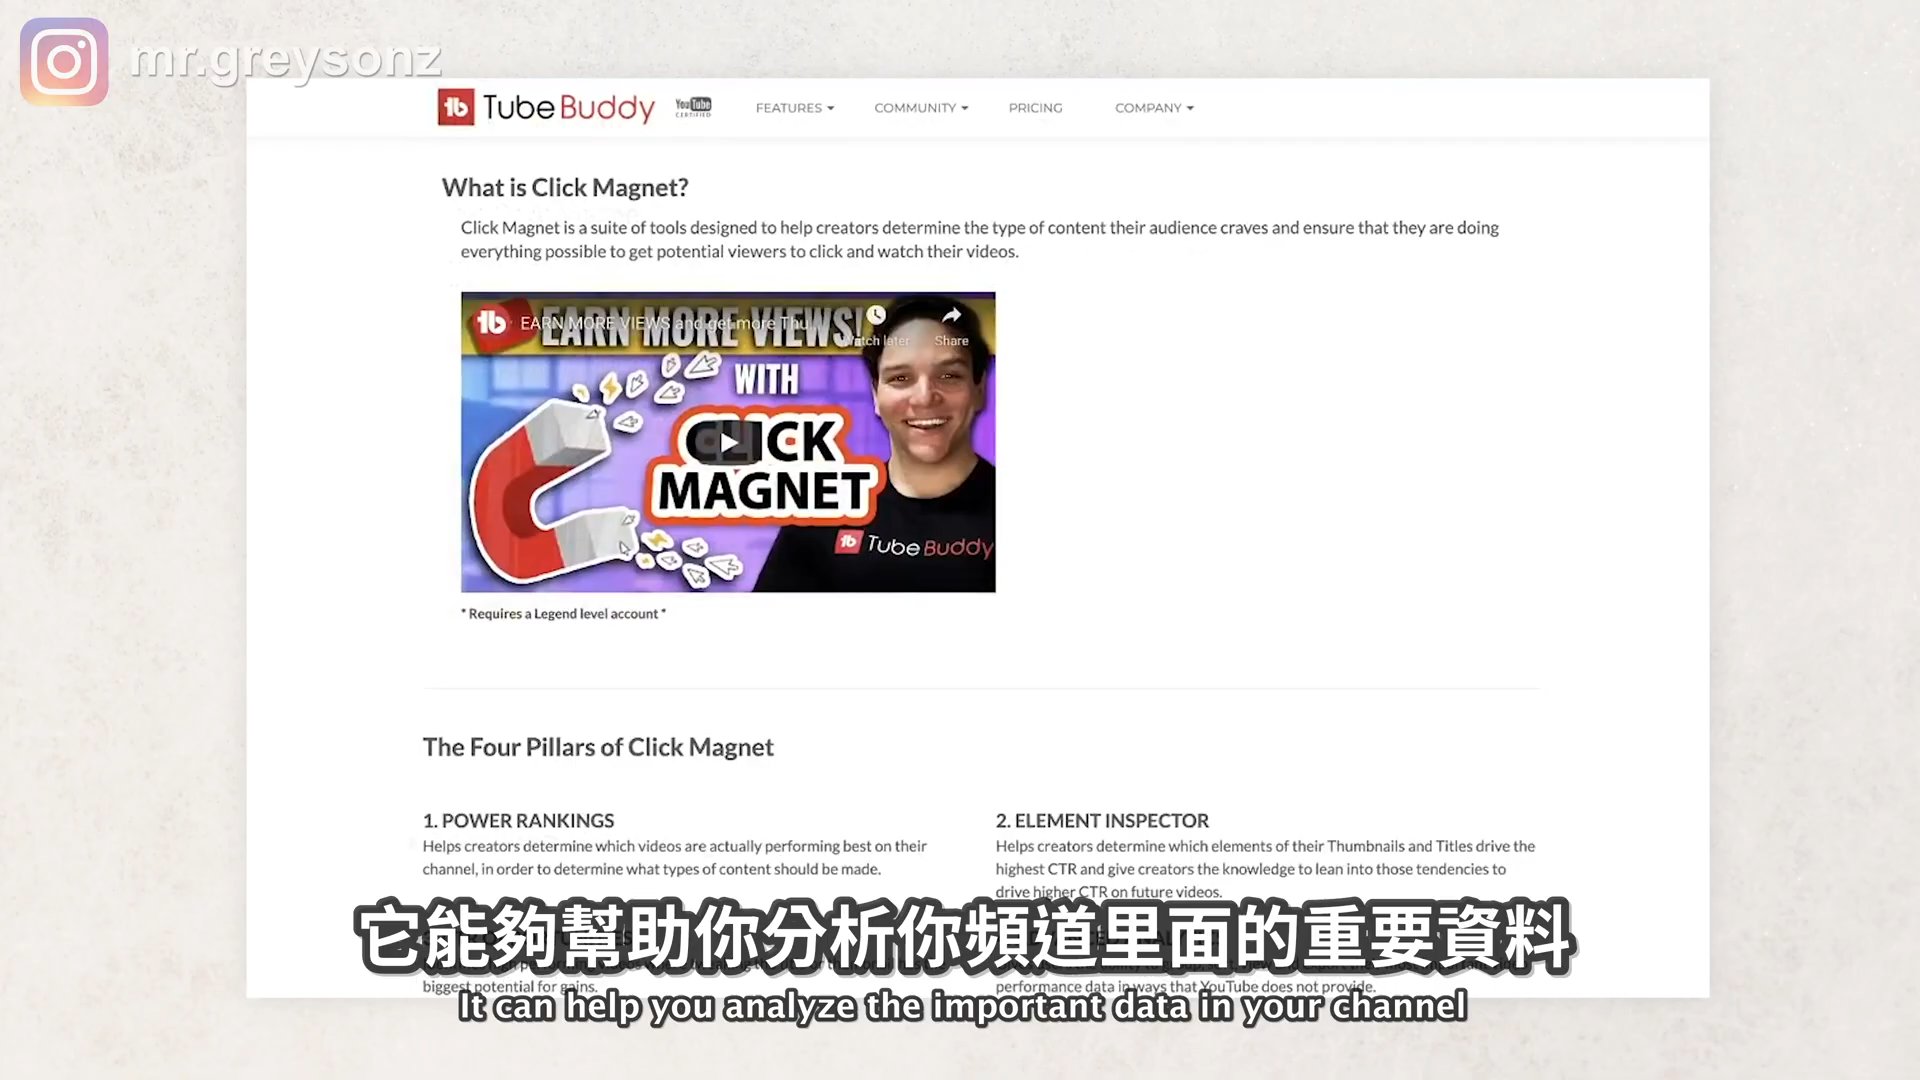 mr.greysonz
TubeBuddy
YouTube
CERTIFIED
FEATURES
COMMUNITY
PRICING
COMPANY
What is Click Magnet?
Click Magnet is a suite of tools designed to help creators determine the type of content their audience craves and ensure that they are doing
everything possible to get potential viewers to click and watch their videos.
EARN MORE VIEWS and get more Thu
Watch later
Share
EARN MORE VIEWS!
WITH
CLICK
MAGNET
TubeBuddy
* Requires a Legend level account *
The Four Pillars of Click Magnet
1. POWER RANKINGS
Helps creators determine which videos are actually performing best on their
channel, in order to determine what types of content should be made.
2. ELEMENT INSPECTOR
Helps creators determine which elements of their Thumbnails and Titles drive the
highest CTR and give creators the knowledge to lean into those tendencies to
drive higher CTR on future videos.
biggest potential for gains.
performance data in ways that YouTube does not provide.
它能夠幫助你分析你頻道里面的重要資料
It can help you analyze the important data in your channel